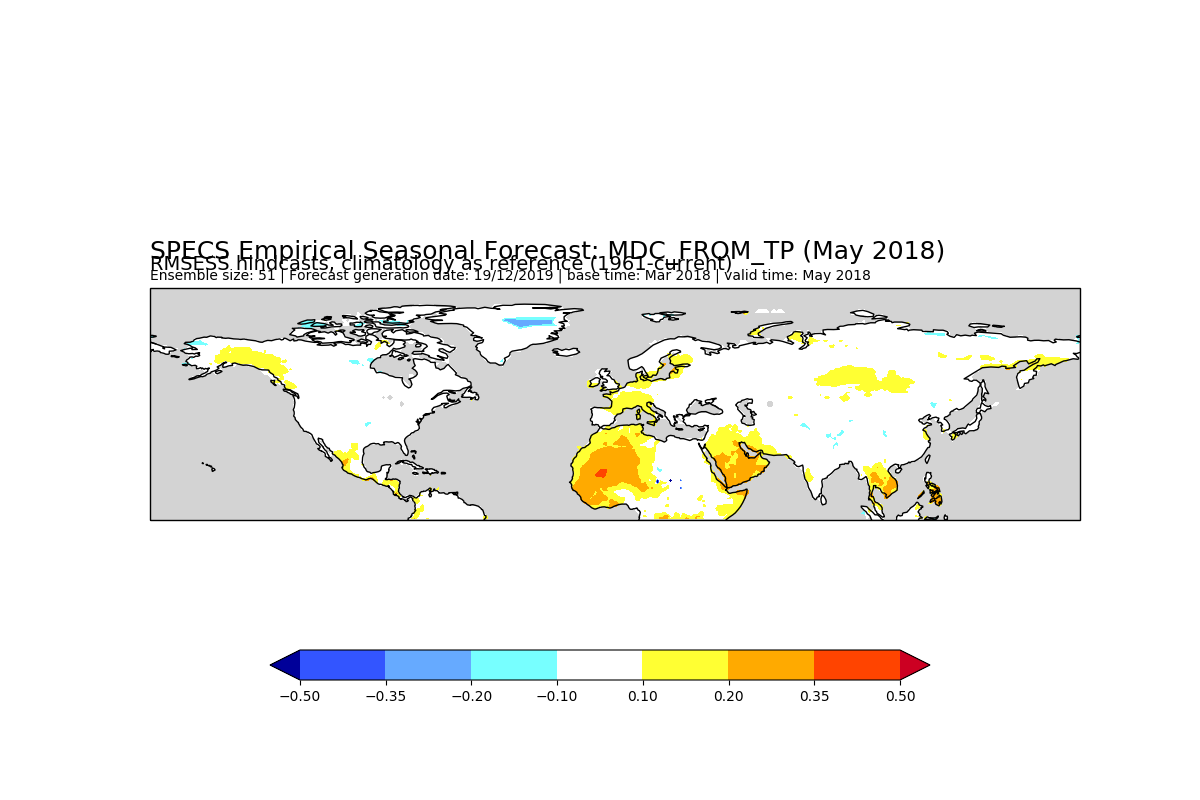 SPECS Empirical Seasonal Forecast: MDC_FROM_TP (May 2018)
RMSESS hindcasts, climatology as reference (1961-current)
Ensemble size: 51 | Forecast generation date: 19/12/2019 | base time: Mar 2018 | valid time: May 2018
−0.50 −0.35 −0.20 −0.10 0.10 0.20 0.35 0.50